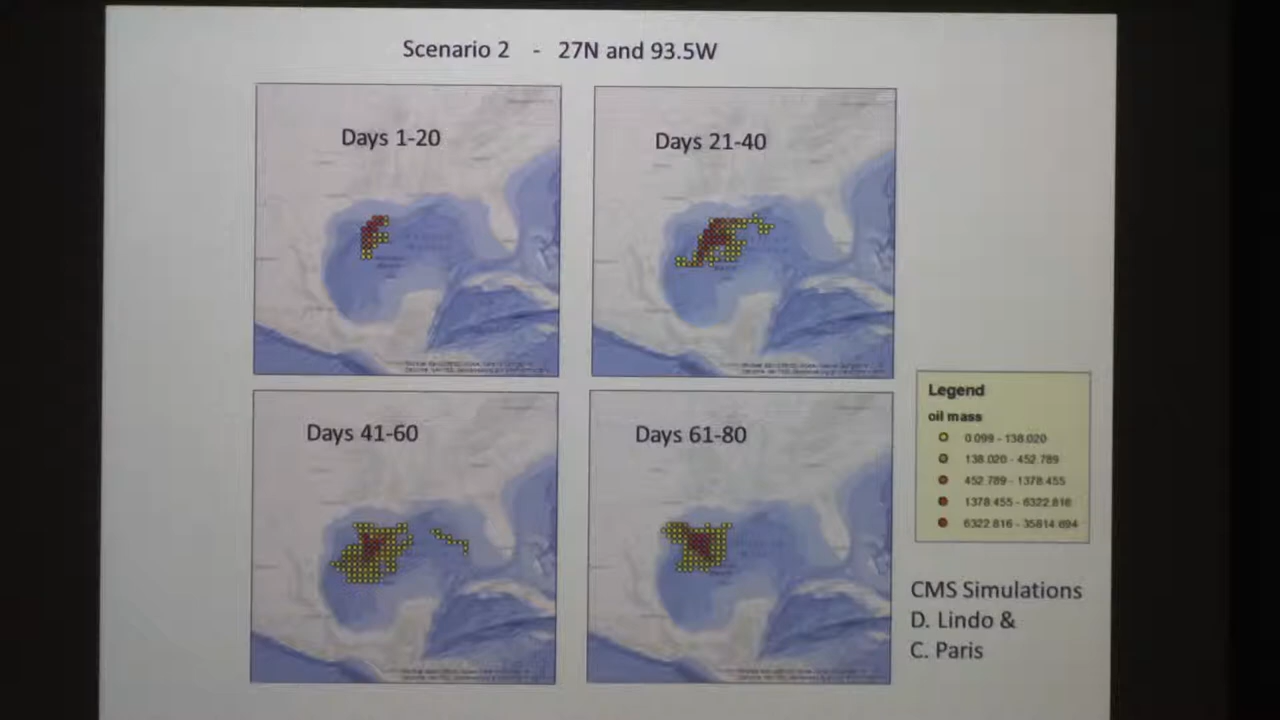 Scenario 2 - 27N and 93.5W
Days 1-20
Days 21-40
Days 41-60
Days 61-80
Legend
oil mass
0.099 - 138.020
138.020 - 452.789
452.789 - 1378.455
1378.455 - 6322.816
6322.816 - 35814.694
CMS Simulations
D. Lindo &
C. Paris